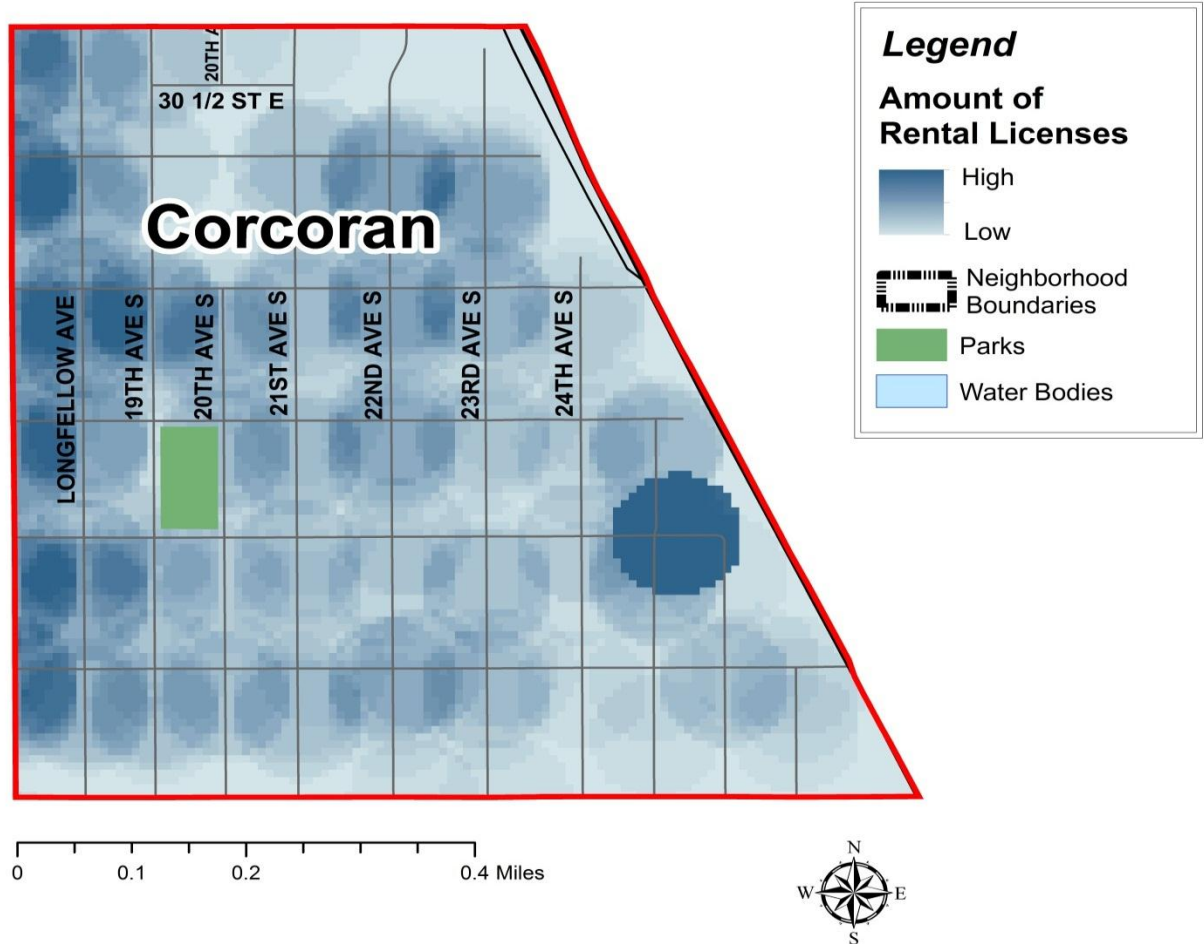 20TH A
30 1/2 ST E
Corcoran
LONGFELLOW AVE
19TH AVE S
20TH AVE S
21ST AVE S
22ND AVE S
23RD AVE S
24TH AVE S
0
0.1
0.2
0.4 Miles
Legend
Amount of
Rental Licenses
High
Low
Neighborhood
Boundaries
Parks
Water Bodies
N
W
E
S